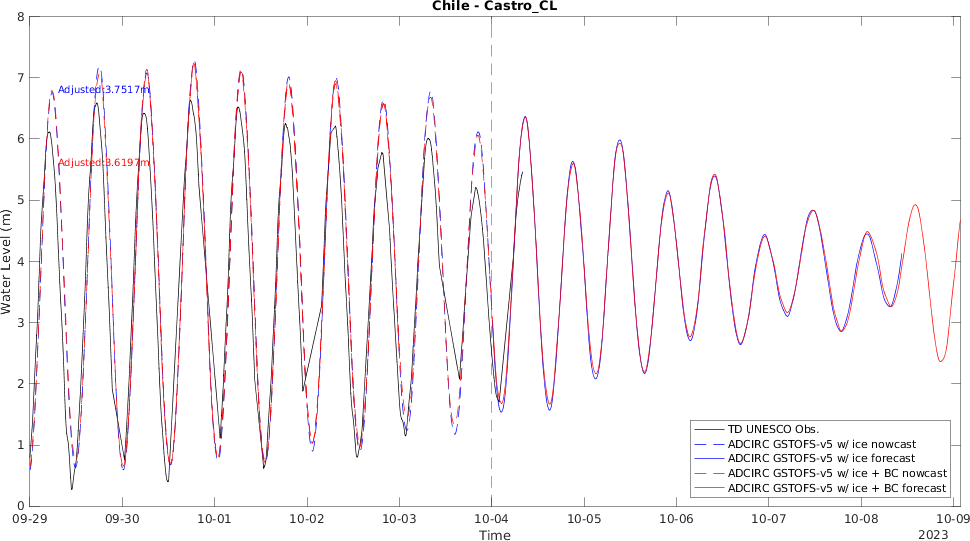 Chile - Castro_CL
8
7
6
5
4
3
2
1
0
Water Level (m)
Adjusted:3.7517m
Adjusted:3.6197m
TD UNESCO Obs.
ADCIRC GSTOFS-v5 w/ ice nowcast
ADCIRC GSTOFS-v5 w/ ice forecast
ADCIRC GSTOFS-v5 w/ ice + BC nowcast
ADCIRC GSTOFS-v5 w/ ice + BC forecast
09-29 09-30 10-01 10-02 10-03 10-04 10-05 10-06 10-07 10-08 10-09
Time
2023